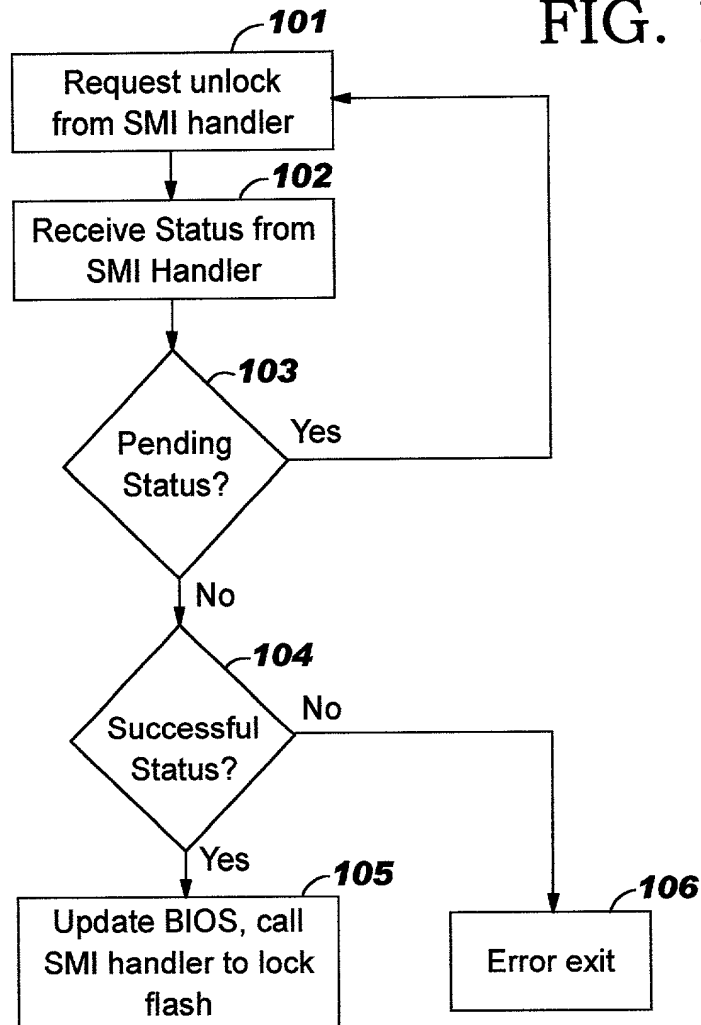 FIG.
101
Request unlock
from SMI handler
102
Receive Status from
SMI Handler
103
Pending
Status?
Yes
No
104
Successful
Status?
No
Yes
105
Update BIOS, call
SMI handler to lock
flash
106
Error exit